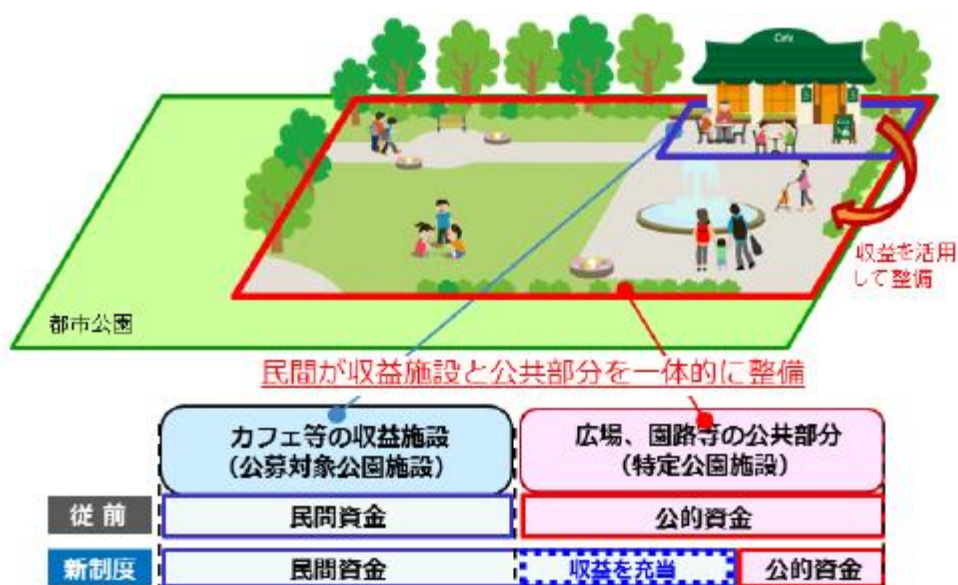 Cafe
収益を活用
して整備
都市公園
民間が収益施設と公共部分を一体的に整備
カフェ等の収益施設
(公募対象公園施設)
広場、園路等の公共部分
(特定公園施設)
従前
民間資金
公的資金
新制度
民間資金
収益を充当
公的資金